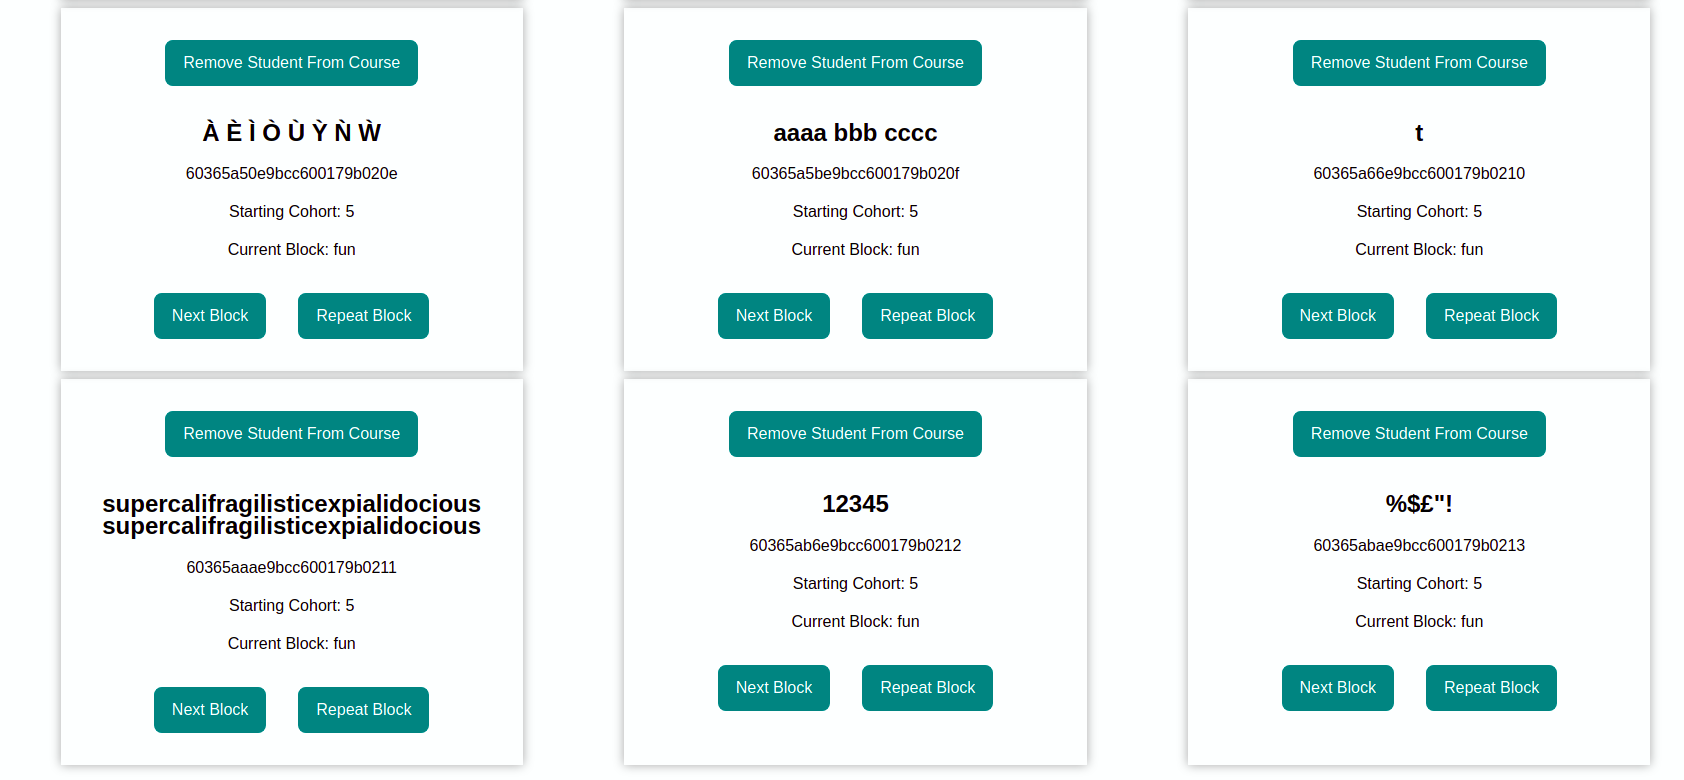 Remove Student From Course
À È Ì Ò Ù Ỳ Ǹ Ẁ
60365a50e9bcc600179b020e
Starting Cohort: 5
Current Block: fun
Next Block Repeat Block
Remove Student From Course
aaaa bbb cccc
60365a5be9bcc600179b020f
Starting Cohort: 5
Current Block: fun
Next Block Repeat Block
Remove Student From Course
t
60365a66e9bcc600179b0210
Starting Cohort: 5
Current Block: fun
Next Block Repeat Block
Remove Student From Course
supercalifragilisticexpialidocious
supercalifragilisticexpialidocious
60365aaae9bcc600179b0211
Starting Cohort: 5
Current Block: fun
Next Block Repeat Block
Remove Student From Course
12345
60365ab6e9bcc600179b0212
Starting Cohort: 5
Current Block: fun
Next Block Repeat Block
Remove Student From Course
%$£"!
60365abae9bcc600179b0213
Starting Cohort: 5
Current Block: fun
Next Block Repeat Block